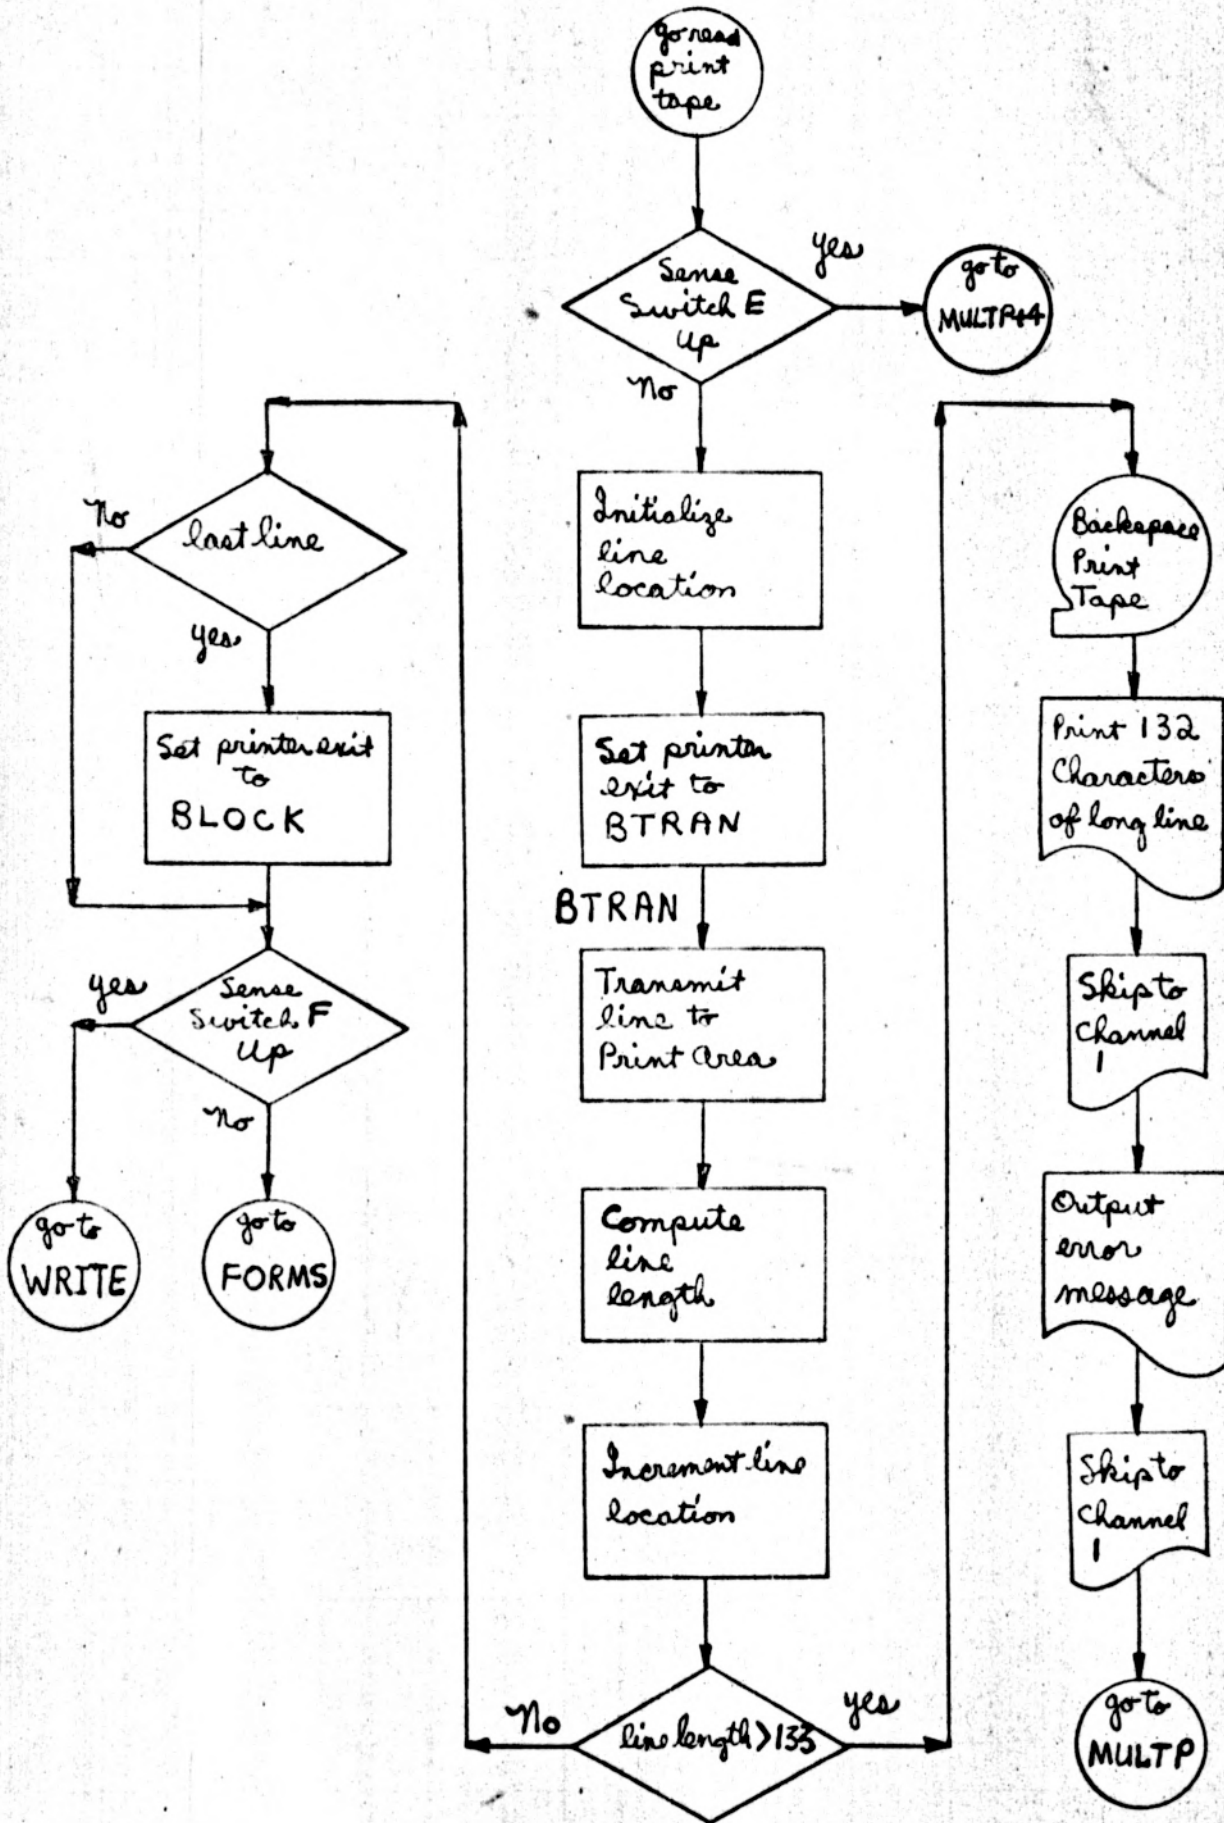 go read
print
tape
Sense
Switch E
Up
yes
go to
MULTP+4
No
Initialize
line
location
Set printer
exit to
BTRAN
BTRAN
Transmit
line to
Print Area
Compute
line
length
Increment line
location
line length > 133
No
yes
last line
No
yes
Set printer exit
to
BLOCK
Sense
Switch F
Up
yes
No
go to
WRITE
go to
FORMS
Backspace
Print
Tape
Print 132
Characters
of long line
Skip to
Channel
1
Output
error
message
Skip to
Channel
1
go to
MULTP